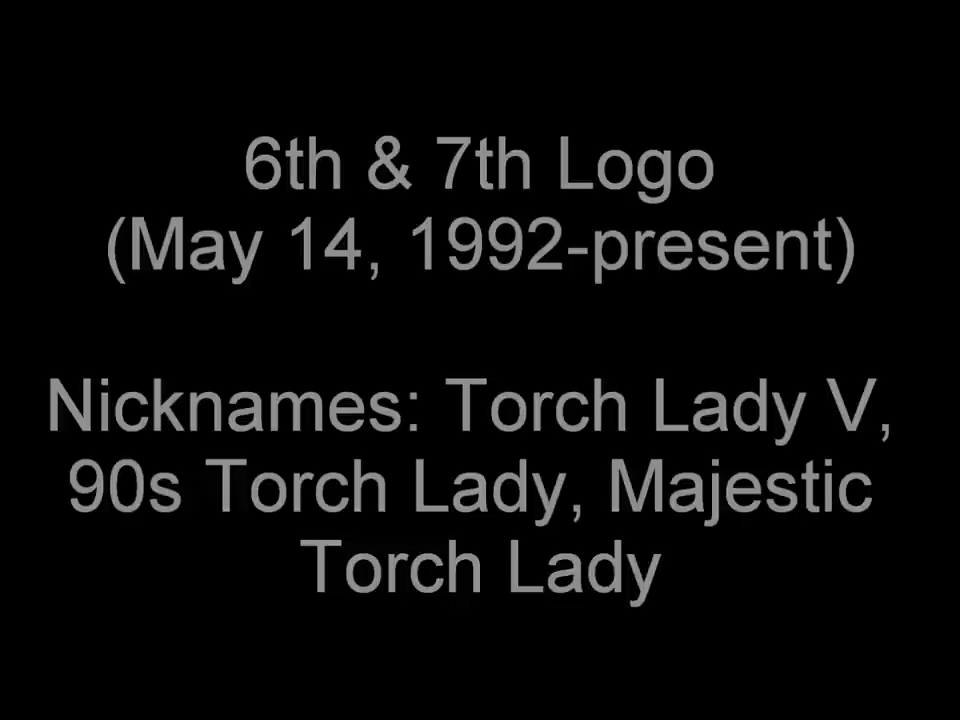 6th & 7th Logo
(May 14, 1992-present)
Nicknames: Torch Lady V,
90s Torch Lady, Majestic
Torch Lady